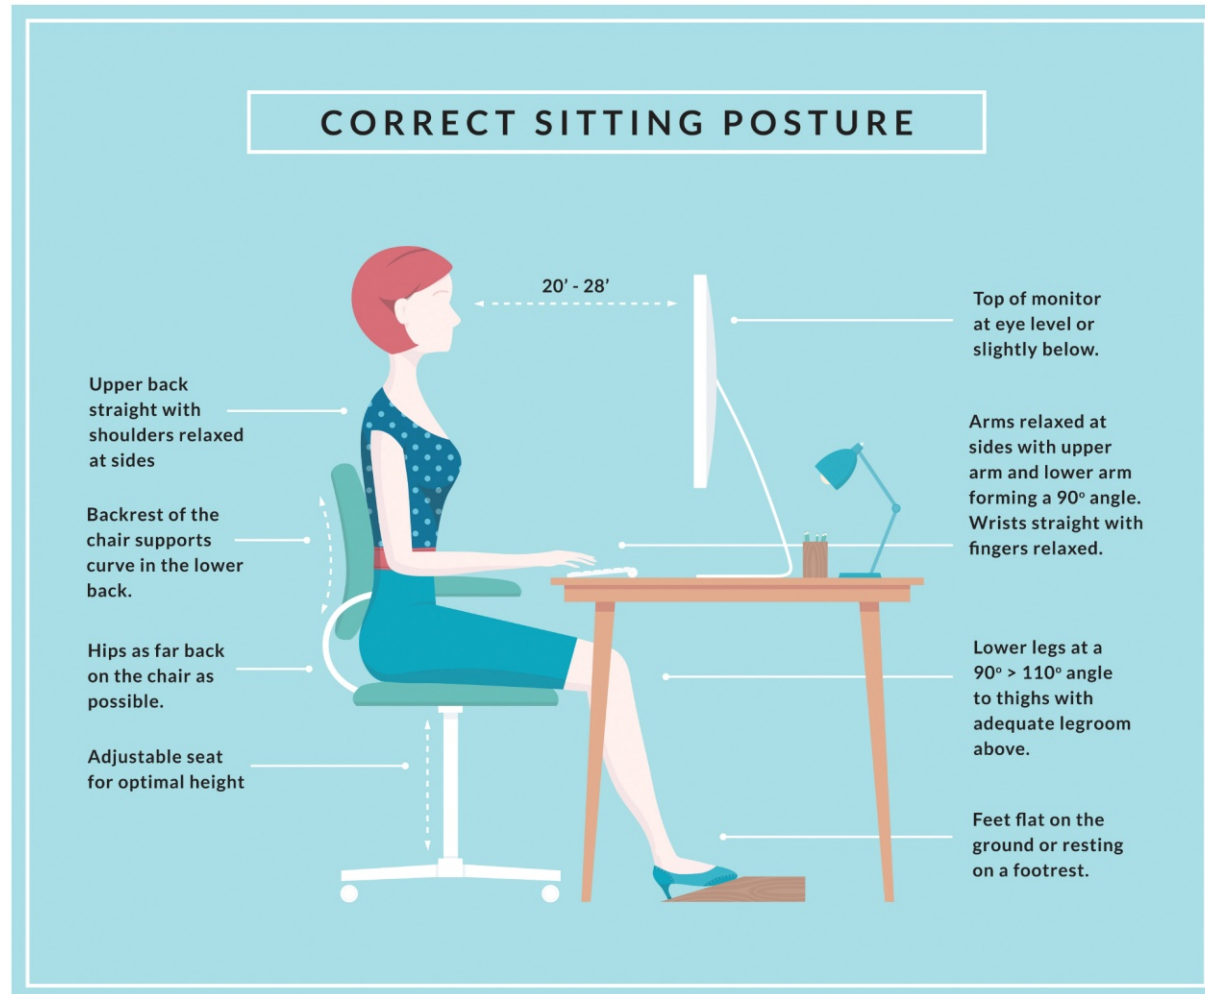 CORRECT SITTING POSTURE
20’ - 28’
Upper back
straight with
shoulders relaxed
at sides
Backrest of the
chair supports
curve in the lower
back.
Hips as far back
on the chair as
possible.
Adjustable seat
for optimal height
Top of monitor
at eye level or
slightly below.
Arms relaxed at
sides with upper
arm and lower arm
forming a 90º angle.
Wrists straight with
fingers relaxed.
Lower legs at a
90º > 110º angle
to thighs with
adequate legroom
above.
Feet flat on the
ground or resting
on a footrest.